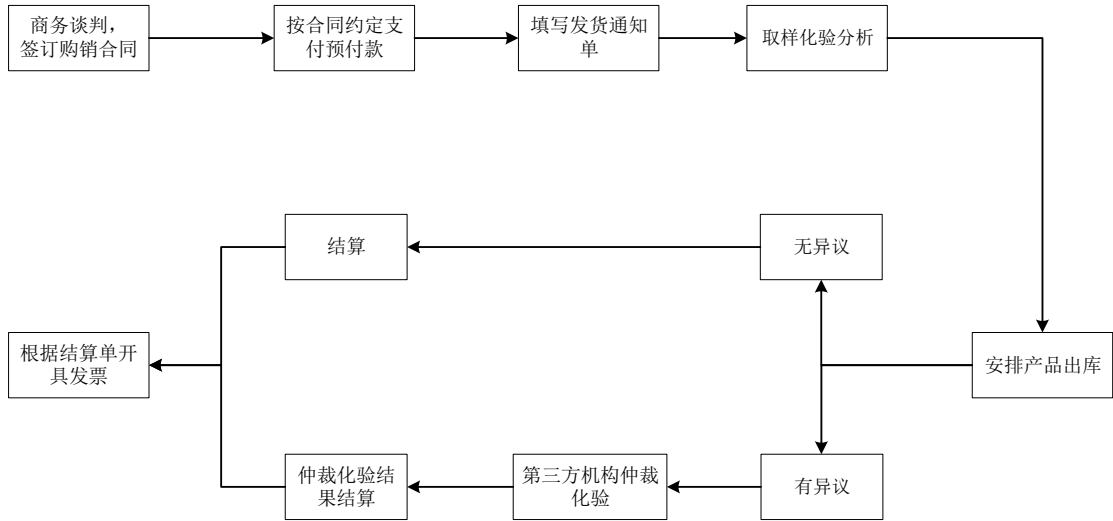 商务谈判，
签订购销合同
按合同约定支
付预付款
填写发货通知
单
取样化验分析
结算
无异议
根据结算单开
具发票
安排产品出库
仲裁化验结
果结算
第三方机构仲裁
化验
有异议